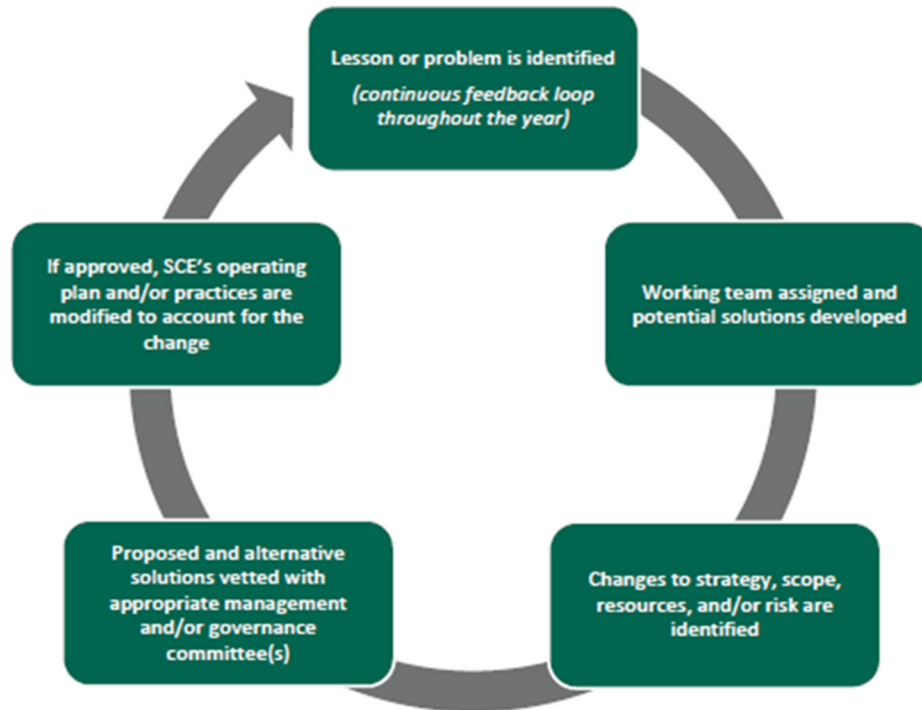 Lesson or problem is identified
(continuous feedback loop
throughout the year)
Working team assigned and
potential solutions developed
Changes to strategy, scope,
resources, and/or risk are
identified
Proposed and alternative
solutions vetted with
appropriate management
and/or governance
committee(s)
If approved, SCE's operating
plan and/or practices are
modified to account for the
change